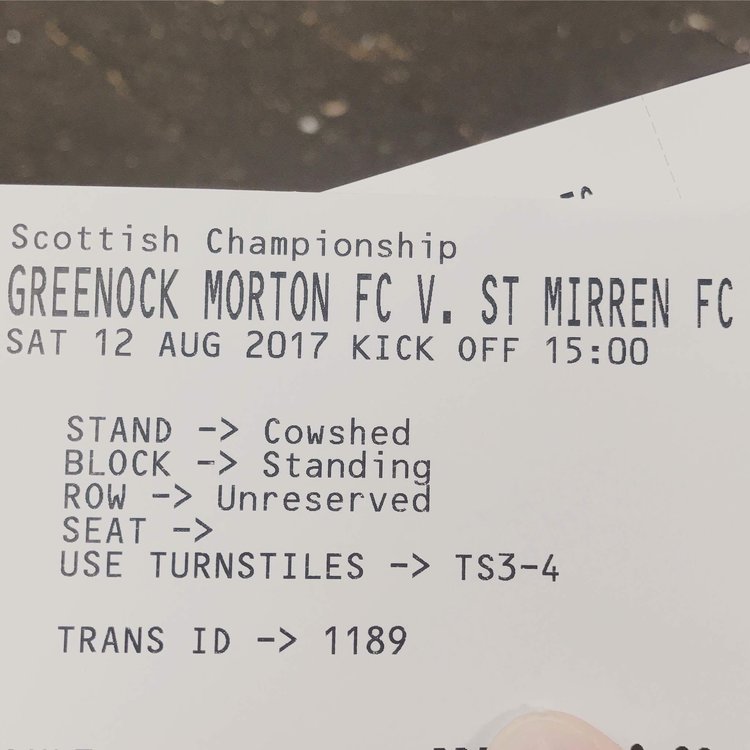 Scottish Championship
GREENOCK MORTON FC V. ST MIRREN FC
SAT 12 AUG 2017 KICK OFF 15:00
STAND -> Cowshed
BLOCK -> Standing
ROW -> Unreserved
SEAT ->
USE TURNSTILES -> TS3-4
TRANS ID -> 1189